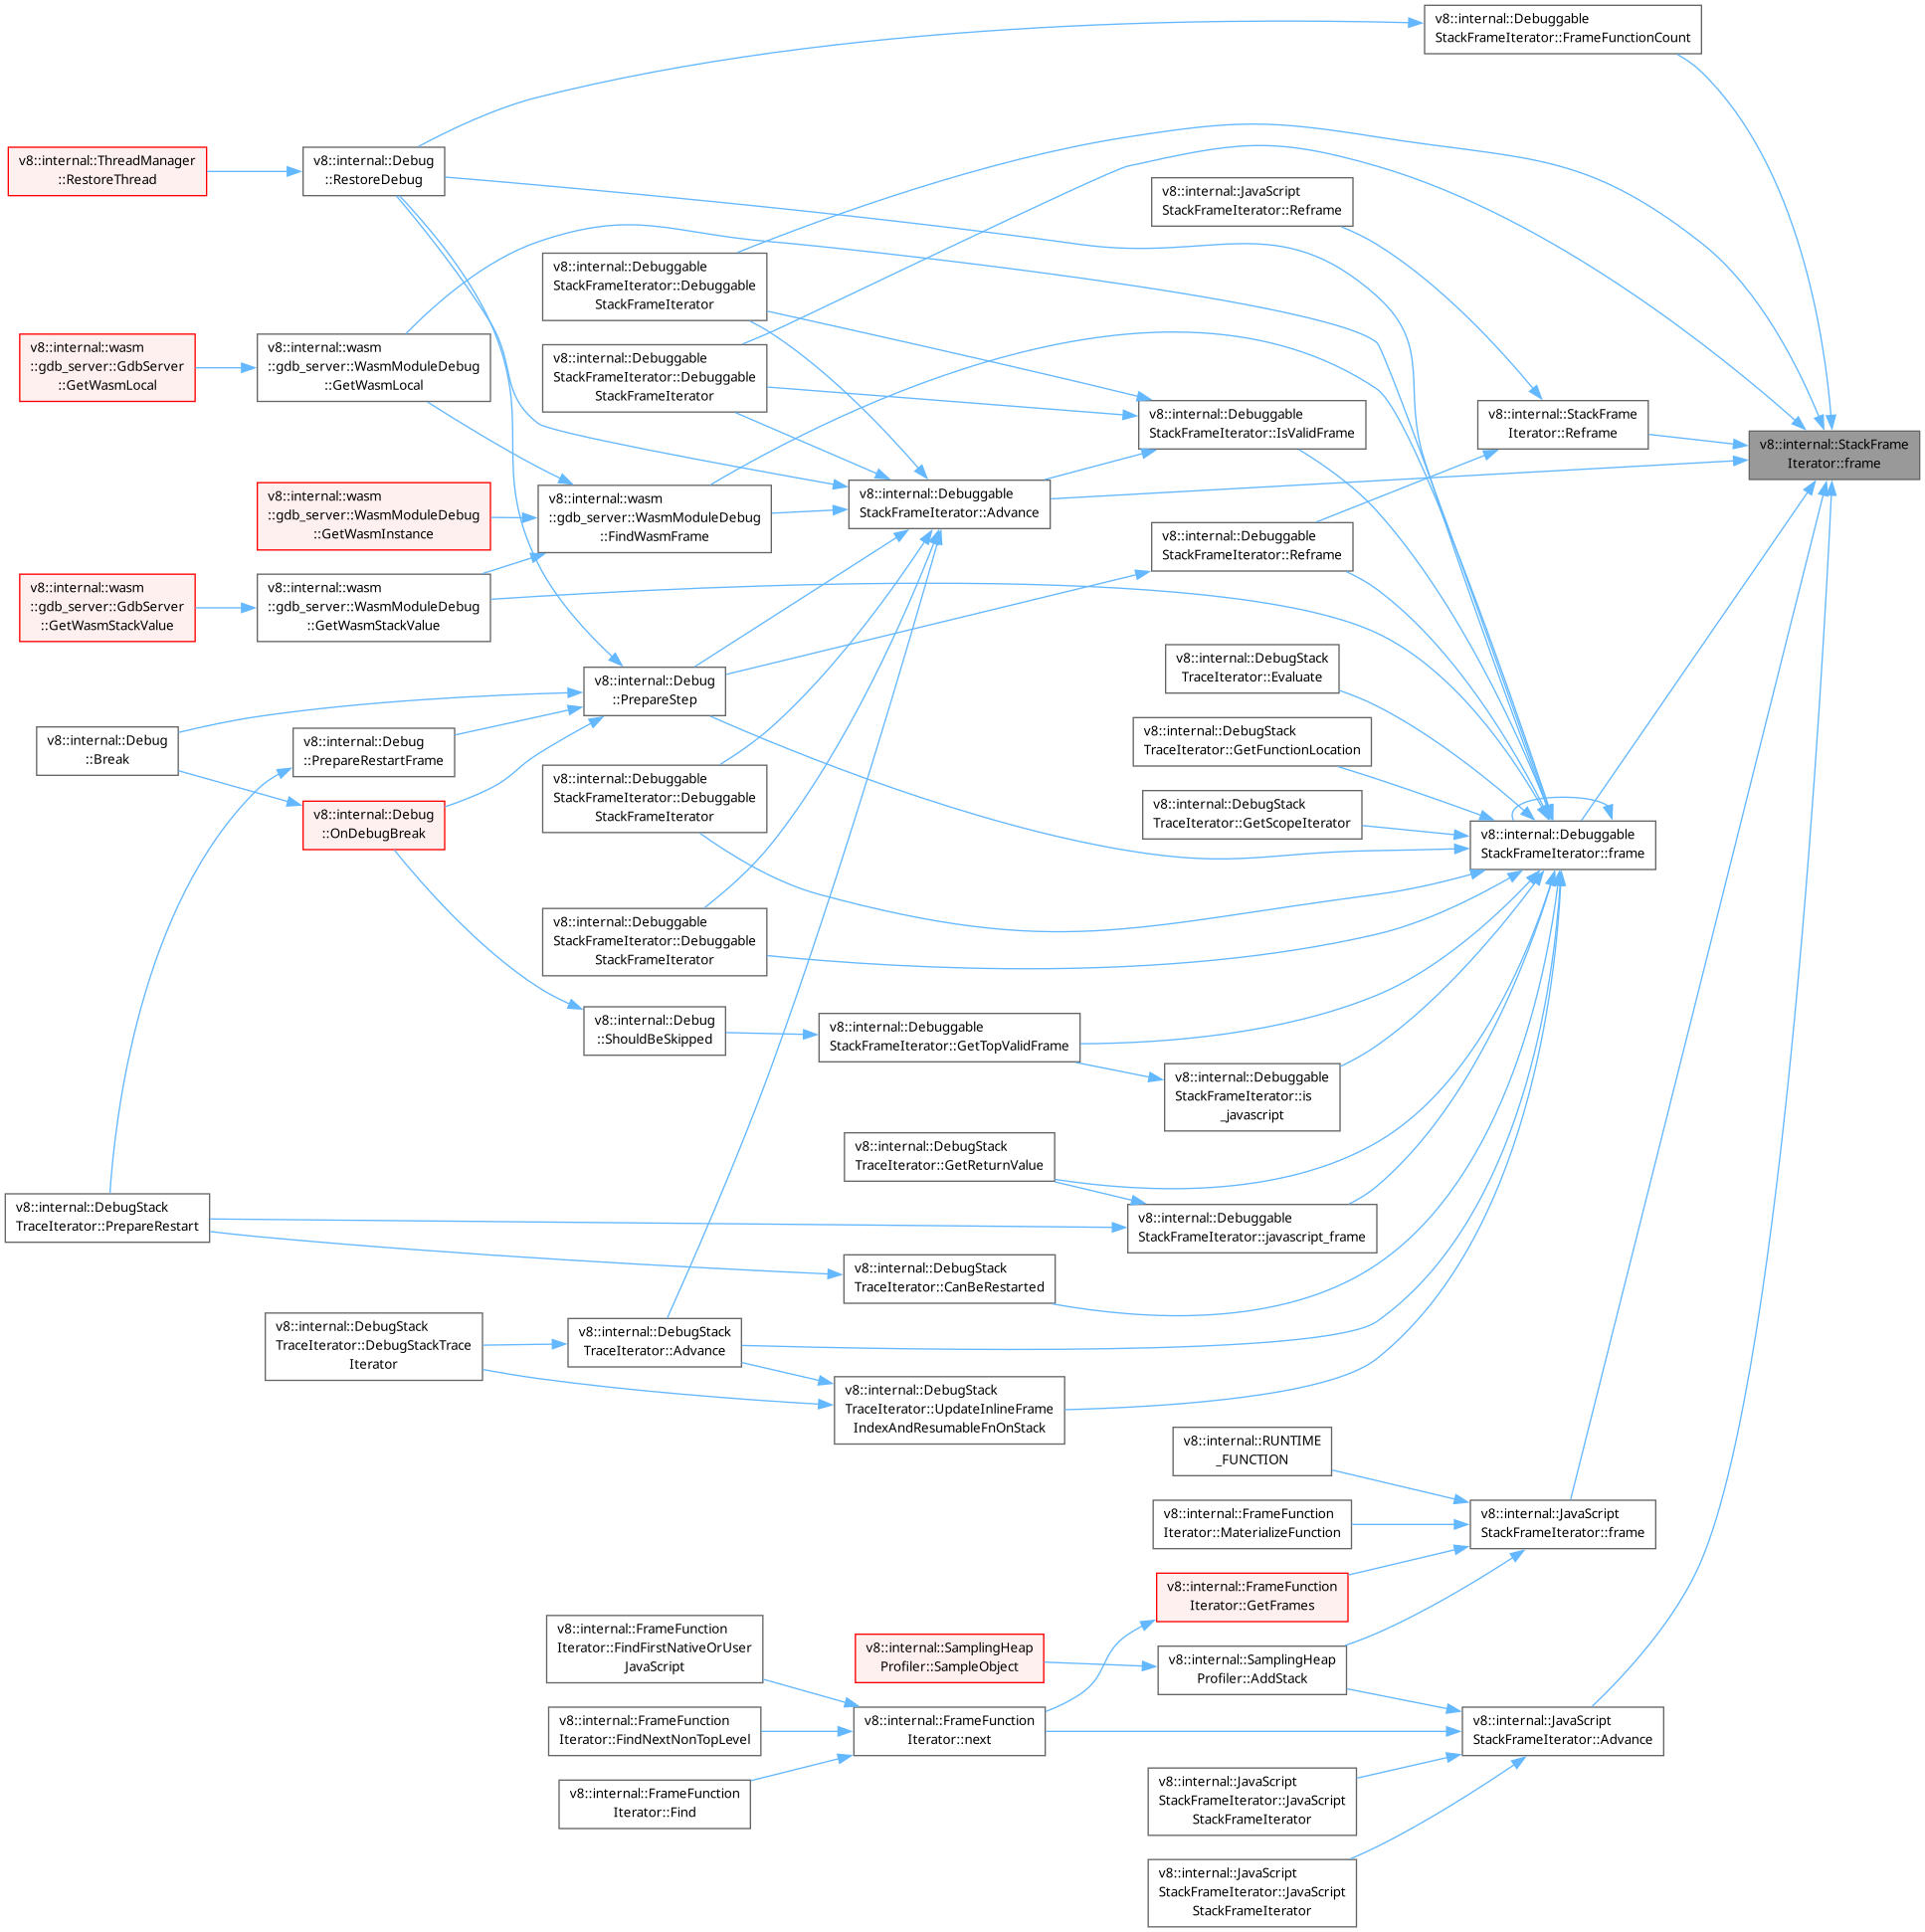 v8::internal::Debuggable
StackFrameIterator::FrameFunctionCount
v8::internal::ThreadManager
::RestoreThread
v8::internal::Debug
::RestoreDebug
v8::internal::JavaScript
StackFrameIterator::Reframe
v8::internal::Debuggable
StackFrameIterator::Debuggable
StackFrameIterator
v8::internal::wasm
::gdb_server::GdbServer
::GetWasmLocal
v8::internal::wasm
::gdb_server::WasmModuleDebug
::GetWasmLocal
v8::internal::Debuggable
StackFrameIterator::Debuggable
StackFrameIterator
v8::internal::Debuggable
StackFrameIterator::IsValidFrame
v8::internal::StackFrame
Iterator::Reframe
v8::internal::StackFrame
Iterator::frame
v8::internal::wasm
::gdb_server::WasmModuleDebug
::GetWasmInstance
v8::internal::wasm
::gdb_server::WasmModuleDebug
::FindWasmFrame
v8::internal::Debuggable
StackFrameIterator::Advance
v8::internal::Debuggable
StackFrameIterator::Reframe
v8::internal::wasm
::gdb_server::GdbServer
::GetWasmStackValue
v8::internal::wasm
::gdb_server::WasmModuleDebug
::GetWasmStackValue
v8::internal::DebugStack
TraceIterator::Evaluate
v8::internal::Debug
::PrepareStep
v8::internal::DebugStack
TraceIterator::GetFunctionLocation
v8::internal::Debug
::Break
v8::internal::Debug
::PrepareRestartFrame
v8::internal::Debuggable
StackFrameIterator::Debuggable
StackFrameIterator
v8::internal::DebugStack
TraceIterator::GetScopeIterator
v8::internal::Debug
::OnDebugBreak
v8::internal::Debuggable
StackFrameIterator::frame
v8::internal::Debuggable
StackFrameIterator::Debuggable
StackFrameIterator
v8::internal::Debug
::ShouldBeSkipped
v8::internal::Debuggable
StackFrameIterator::GetTopValidFrame
v8::internal::Debuggable
StackFrameIterator::is
_javascript
v8::internal::DebugStack
TraceIterator::GetReturnValue
v8::internal::DebugStack
TraceIterator::PrepareRestart
v8::internal::Debuggable
StackFrameIterator::javascript_frame
v8::internal::DebugStack
TraceIterator::CanBeRestarted
v8::internal::DebugStack
TraceIterator::DebugStackTrace
Iterator
v8::internal::DebugStack
TraceIterator::Advance
v8::internal::DebugStack
TraceIterator::UpdateInlineFrame
IndexAndResumableFnOnStack
v8::internal::RUNTIME
_FUNCTION
v8::internal::FrameFunction
Iterator::MaterializeFunction
v8::internal::JavaScript
StackFrameIterator::frame
v8::internal::FrameFunction
Iterator::GetFrames
v8::internal::FrameFunction
Iterator::FindFirstNativeOrUser
JavaScript
v8::internal::SamplingHeap
Profiler::SampleObject
v8::internal::SamplingHeap
Profiler::AddStack
v8::internal::FrameFunction
Iterator::FindNextNonTopLevel
v8::internal::FrameFunction
Iterator::next
v8::internal::JavaScript
StackFrameIterator::Advance
v8::internal::FrameFunction
Iterator::Find
v8::internal::JavaScript
StackFrameIterator::JavaScript
StackFrameIterator
v8::internal::JavaScript
StackFrameIterator::JavaScript
StackFrameIterator